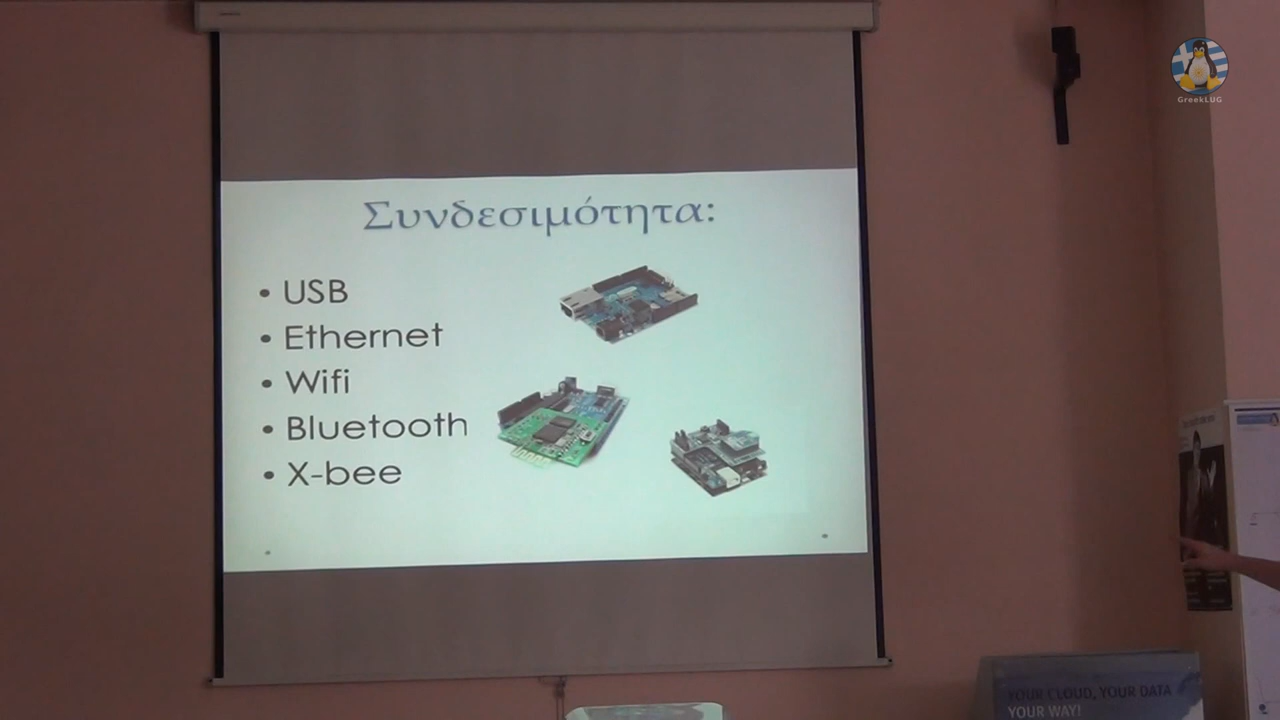 GreekLUG
Συνδεσιμότητα:
• USB
• Ethernet
• Wifi
• Bluetooth
• X-bee
YOUR CLOUD, YOUR DATA
YOUR WAY!